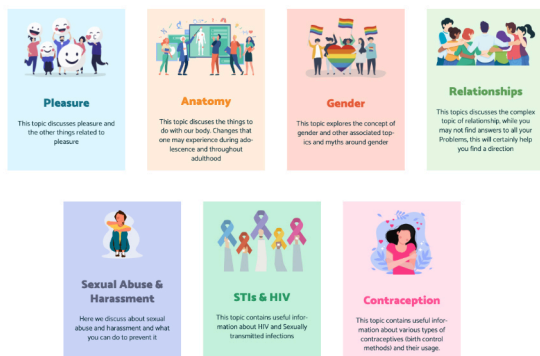 Pleasure
This topic discusses pleasure and
the other things related to
pleasure
Anatomy
This topic discuses the things to
do with our body. Changes that
one may experience during ado-
lescence and throughout
adulthood
Gender
This topic explores the concept of
gender and other associated top-
ics and myths around gender
Relationships
This topics discusses the complex
topic of relationship, while you
may not find answers to all your
Problems, this will certainly help
you find a direction
Sexual Abuse &
Harassment
Here we discuss about sexual
abuse and harassment and what
you can do to prevent it
STIs & HIV
This topic contains useful infor-
mation about HIV and Sexually
transmitted infections
Contraception
This topic contains useful infor-
mation about various types of
contraceptives (birth control
methods) and their usage.